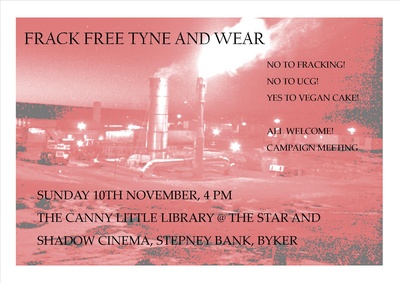 FRACK FREE TYNE AND WEAR
NO TO FRACKING!
NO TO UCG!
YES TO VEGAN CAKE!
ALL WELCOME!
CAMPAIGN MEETING
SUNDAY 10TH NOVEMBER, 4 PM
THE CANNY LITTLE LIBRARY @ THE STAR AND
SHADOW CINEMA, STEPNEY BANK, BYKER